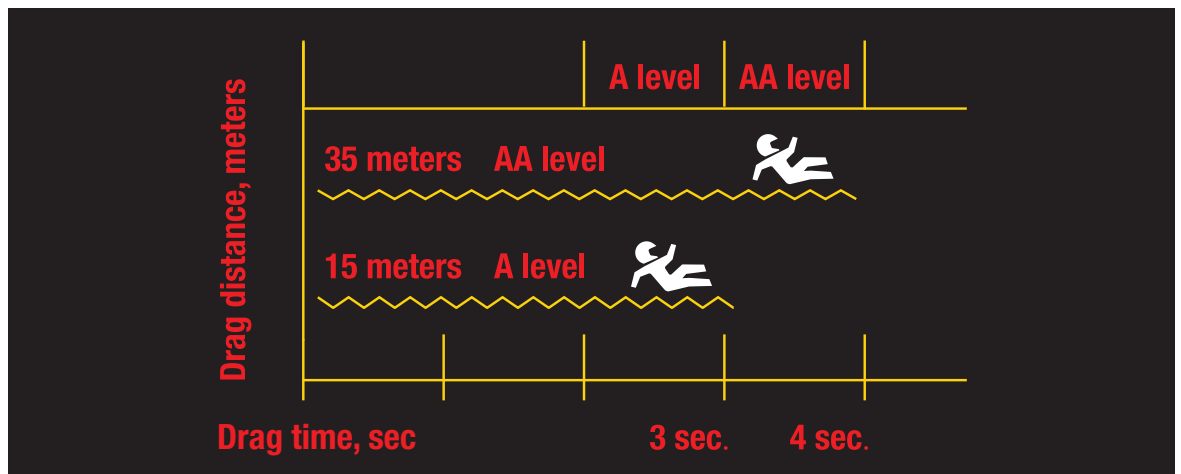 A level AA level
Drag distance, meters
35 meters AA level
15 meters A level
Drag time, sec 3 sec. 4 sec.